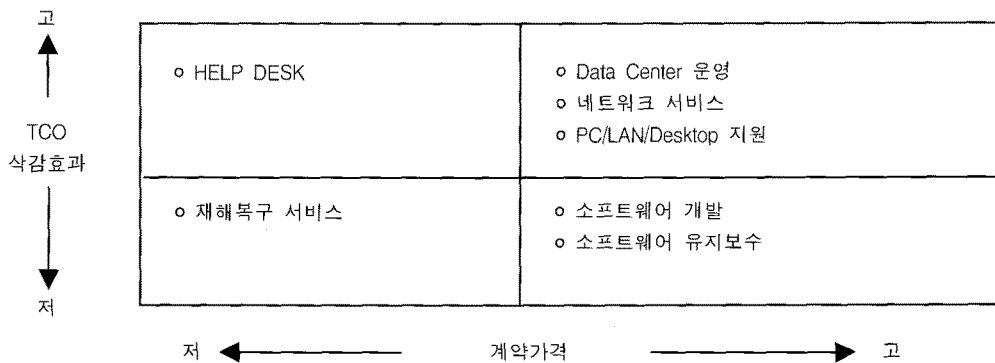 고
TCO
삭감효과
저
o HELP DESK
o Data Center 운영
o 네트워크 서비스
o PC/LAN/Desktop 지원
o 재해복구 서비스
o 소프트웨어 개발
o 소프트웨어 유지보수
저 계약가격 고